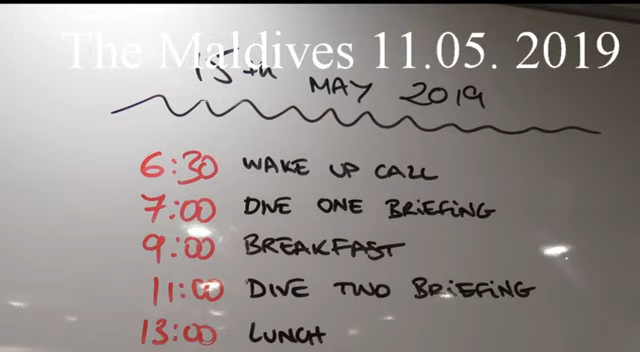 The Maldives 11.05. 2019
15th MAY 2019
6:30 WAKE UP CALL
7:00 DIVE ONE BRiEFiNG
9:00 BREAKFAST
11:00 DIVE TWO BRiEFiNG
13:00 LUNCH